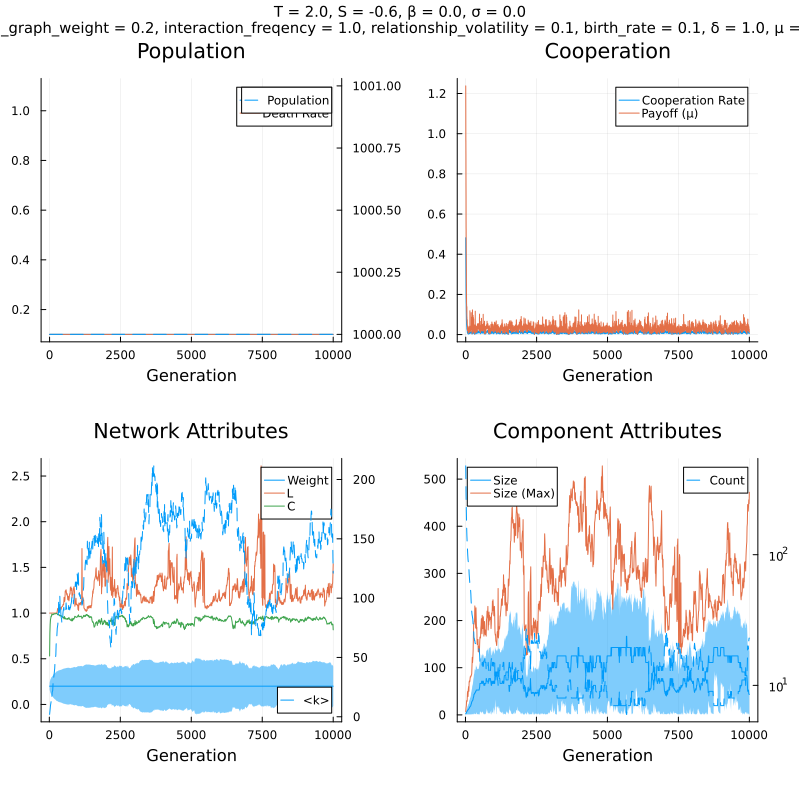 T = 2.0, S = -0.6, β = 0.0, σ = 0.0
_graph_weight = 0.2, interaction_freqency = 1.0, relationship_volatility = 0.1, birth_rate = 0.1, δ = 1.0, μ =
Population
Cooperation
Population
Death Rate
1.0
0.8
0.6
0.4
0.2
1001.00
1000.75
1000.50
1000.25
1000.00
0
2500
5000
7500
10000
Generation
Cooperation Rate
Payoff (μ)
1.2
1.0
0.8
0.6
0.4
0.2
0.0
0
2500
5000
7500
10000
Generation
Network Attributes
Component Attributes
Weight
L
C
<k>
2.5
2.0
1.5
1.0
0.5
0.0
200
150
100
50
0
0
2500
5000
7500
10000
Generation
Size
Size (Max)
Count
500
400
300
200
100
0
10²
10¹
0
2500
5000
7500
10000
Generation